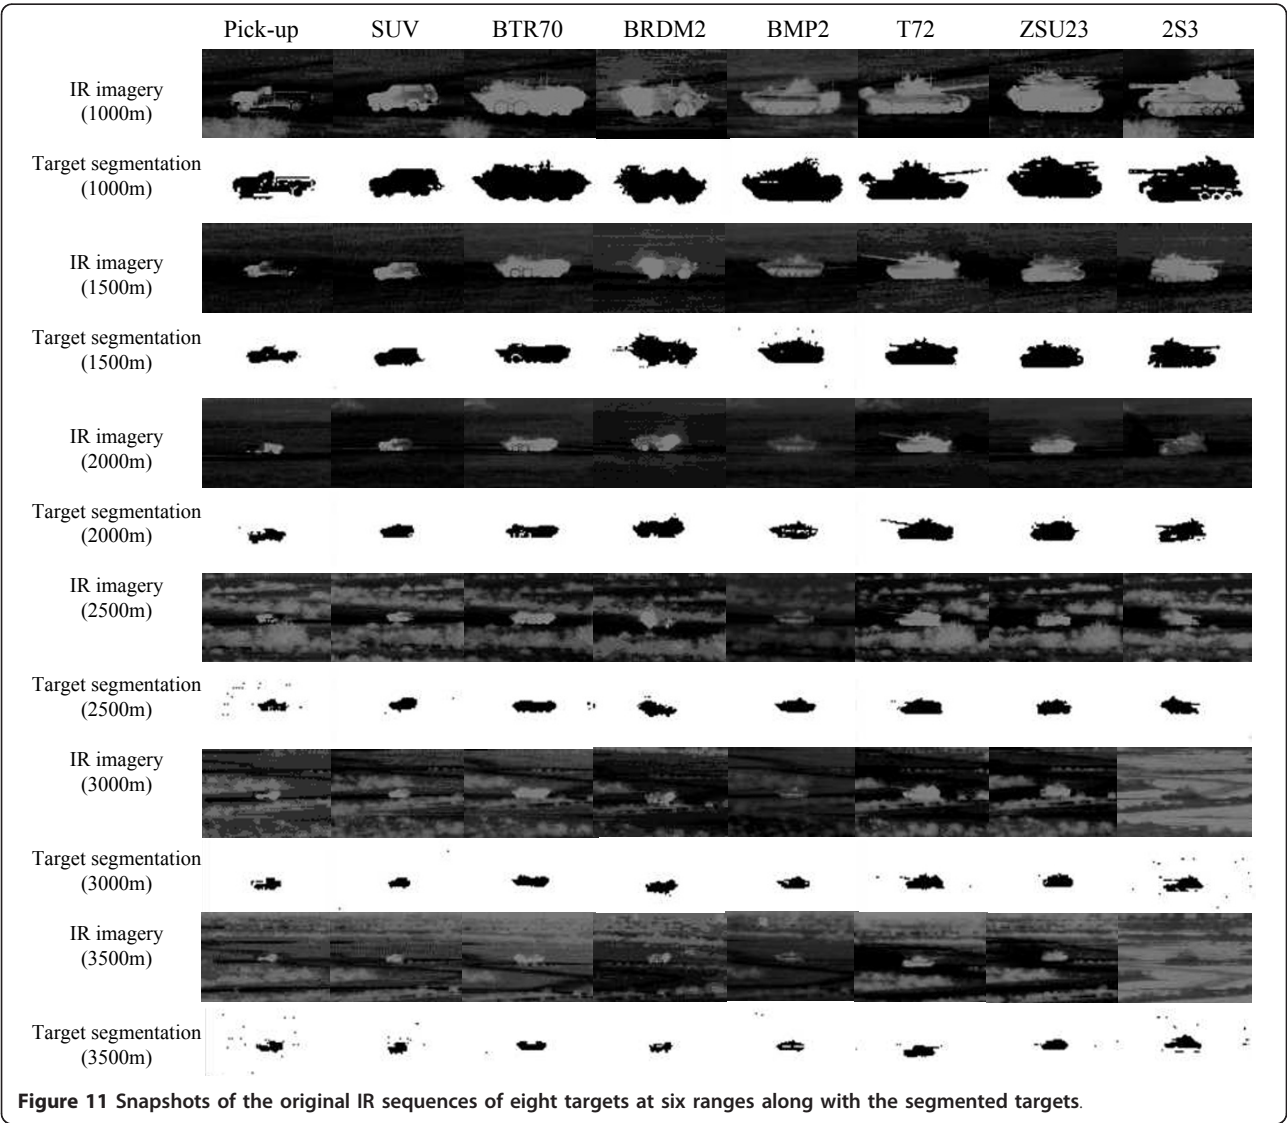 Pick-up SUV BTR70 BRDM2 BMP2 T72 ZSU23 2S3
IR imagery
(1000m)
Target segmentation
(1000m)
IR imagery
(1500m)
Target segmentation
(1500m)
IR imagery
(2000m)
Target segmentation
(2000m)
IR imagery
(2500m)
Target segmentation
(2500m)
IR imagery
(3000m)
Target segmentation
(3000m)
IR imagery
(3500m)
Target segmentation
(3500m)
Figure 11 Snapshots of the original IR sequences of eight targets at six ranges along with the segmented targets.